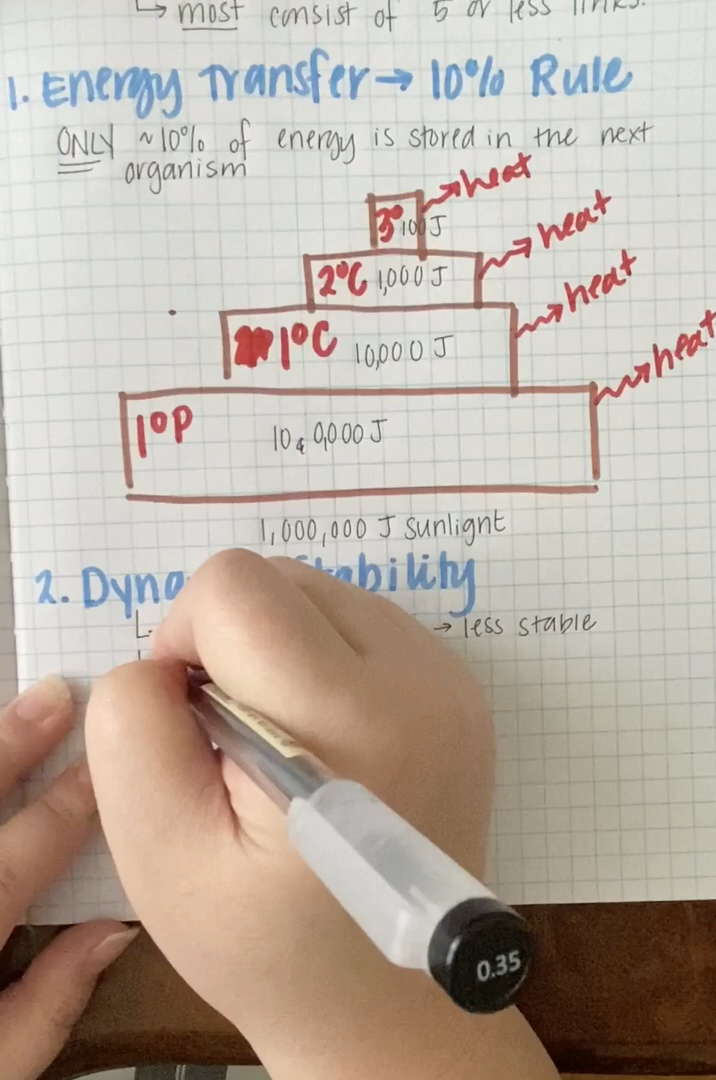 ↳ most consist of 5 or less links.
1. Energy Transfer → 10% Rule
ONLY ~10% of energy is stored in the next
organism
heat
3° 100 J
heat
2°C 1,000 J
heat
1°C 10,000 J
heat
1°P 100,000 J
1,000,000 J sunlight
2. Stability
→ less stable
0.35